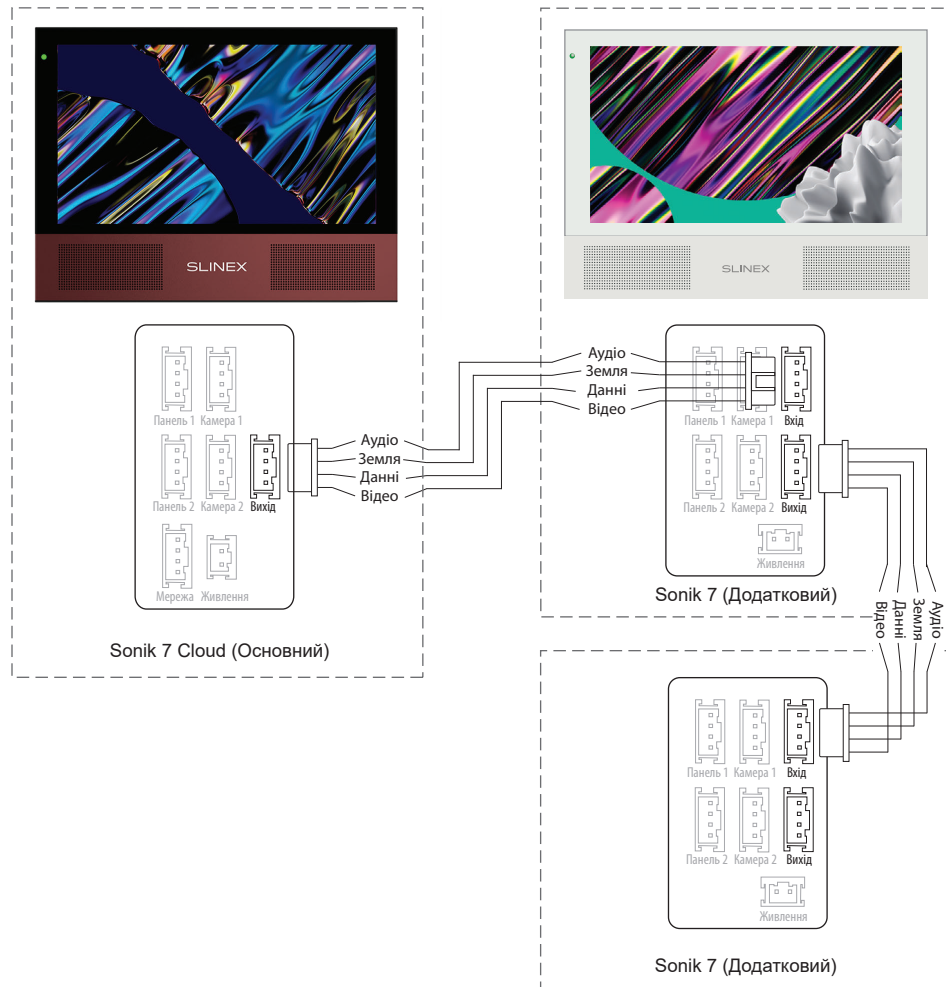 SLINEX
SLINEX
Панель 1 Камера 1
Панель 2 Камера 2 Вихід
Мережа Живлення
Аудіо
Земля
Данні
Відео
Sonik 7 Cloud (Основний)
Аудіо
Земля
Данні
Відео
Панель 1 Камера 1 Вхід
Панель 2 Камера 2 Вихід
Живлення
Sonik 7 (Додатковий)
Відео
Данні
Земля
Аудіо
Панель 1 Камера 1 Вхід
Панель 2 Камера 2 Вихід
Живлення
Sonik 7 (Додатковий)